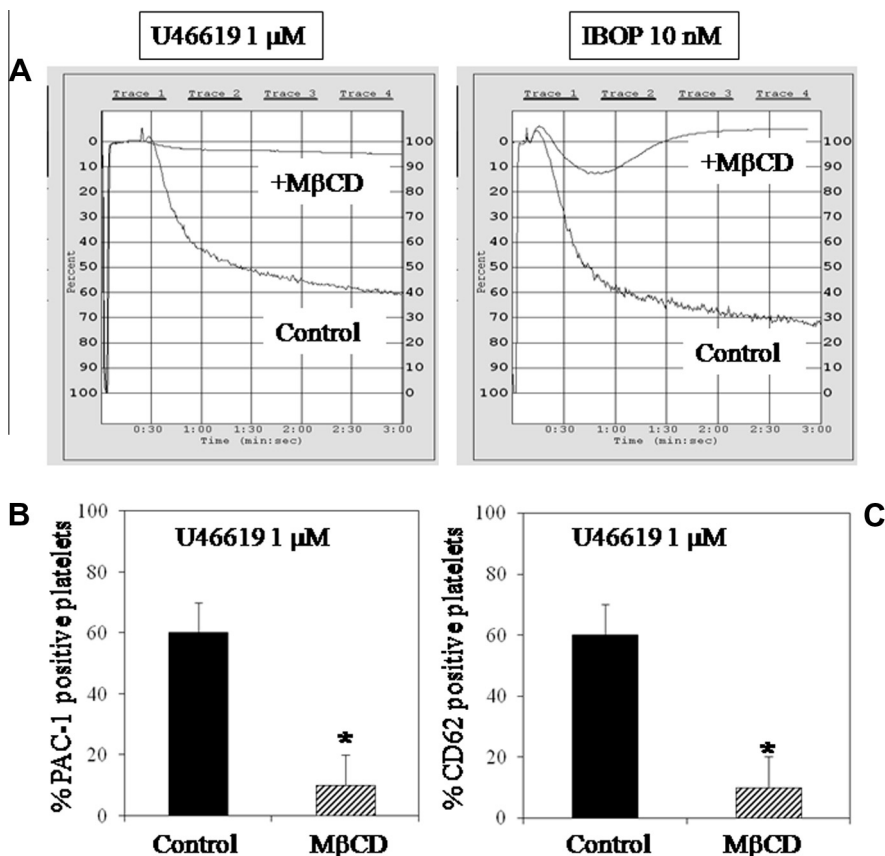 U46619 1 μM
IBOP 10 nM
A
Trace 1 Trace 2 Trace 3 Trace 4
0 10 20 30 40 50 60 70 80 90 100
Percent
100 90 80 70 60 50 40 30 20 10 0
+MβCD
Control
0:30 1:00 1:30 2:00 2:30 3:00
Time (min:sec)
Trace 1 Trace 2 Trace 3 Trace 4
0 10 20 30 40 50 60 70 80 90 100
Percent
100 90 80 70 60 50 40 30 20 10 0
+MβCD
Control
0:30 1:00 1:30 2:00 2:30 3:00
Time (min:sec)
B
% PAC-1 positive platelets
100
80
60
40
20
0
U46619 1 μM
*
Control MβCD
C
% CD62 positive platelets
100
80
60
40
20
0
U46619 1 μM
*
Control MβCD